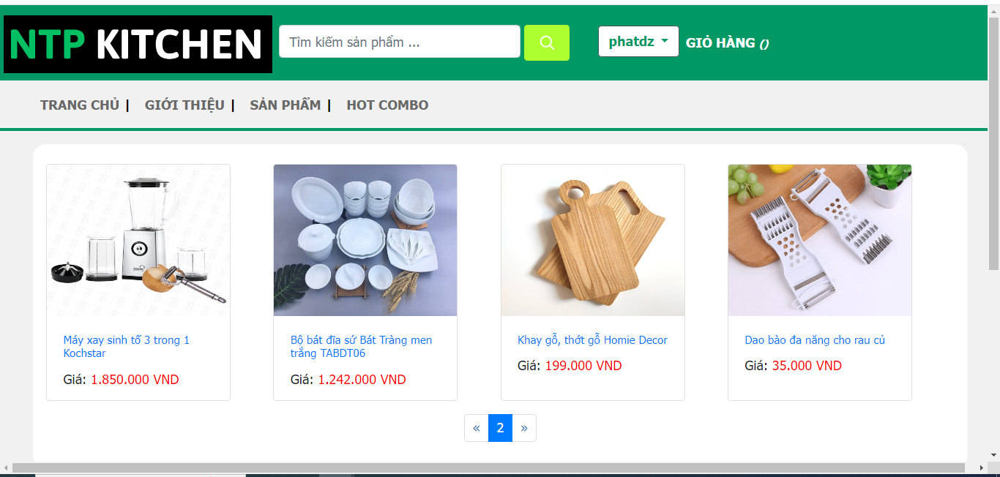 NTP KITCHEN
Tìm kiếm sản phẩm ...
phatdz
GIỎ HÀNG ()
TRANG CHỦ | GIỚI THIỆU | SẢN PHẨM | HOT COMBO
Máy xay sinh tố 3 trong 1
Kochstar
Giá: 1.850.000 VND
Bộ bát đĩa sứ Bát Tràng men
trắng TABDT06
Giá: 1.242.000 VND
Khay gỗ, thớt gỗ Homie Decor
Giá: 199.000 VND
Dao bào đa năng cho rau củ
Giá: 35.000 VND
« 2 »